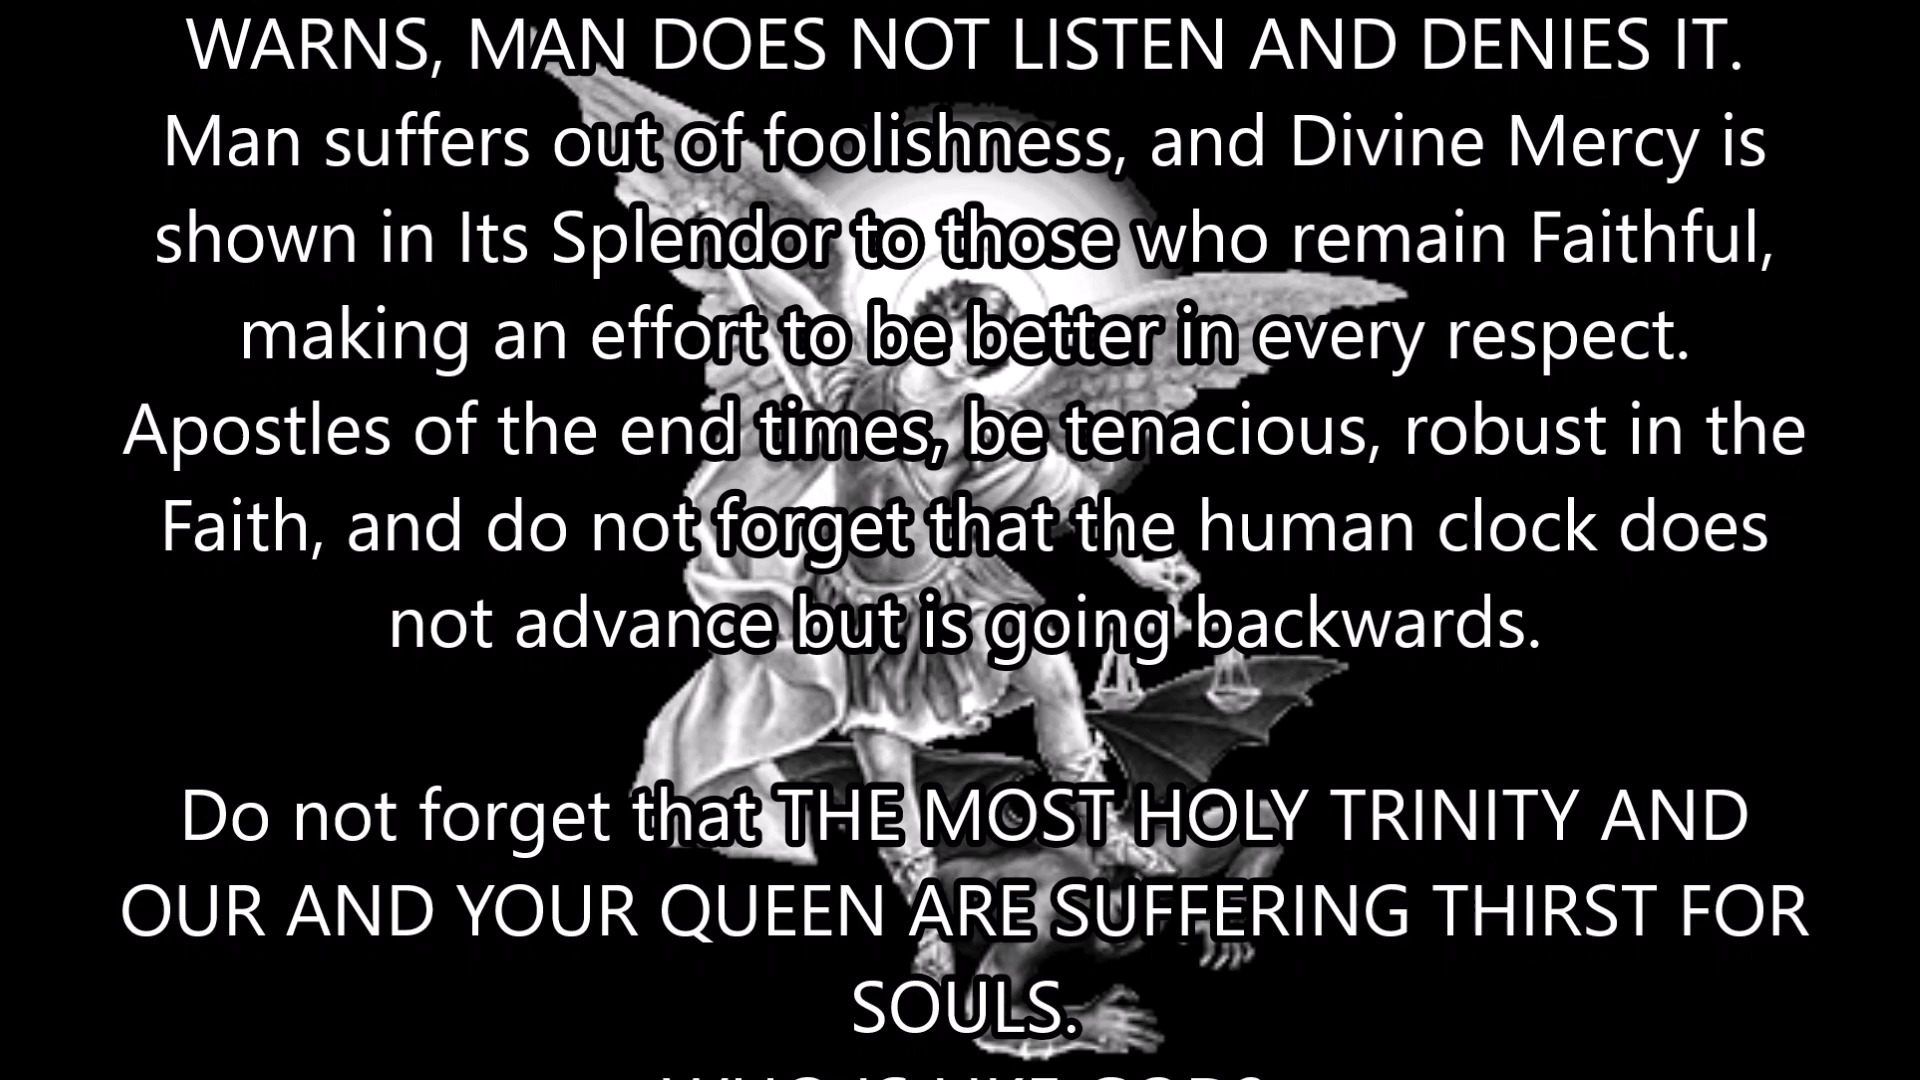 WARNS, MAN DOES NOT LISTEN AND DENIES IT.
Man suffers out of foolishness, and Divine Mercy is
shown in Its Splendor to those who remain Faithful,
making an effort to be better in every respect.
Apostles of the end times, be tenacious, robust in the
Faith, and do not forget that the human clock does
not advance but is going backwards.
Do not forget that THE MOST HOLY TRINITY AND
OUR AND YOUR QUEEN ARE SUFFERING THIRST FOR
SOULS.